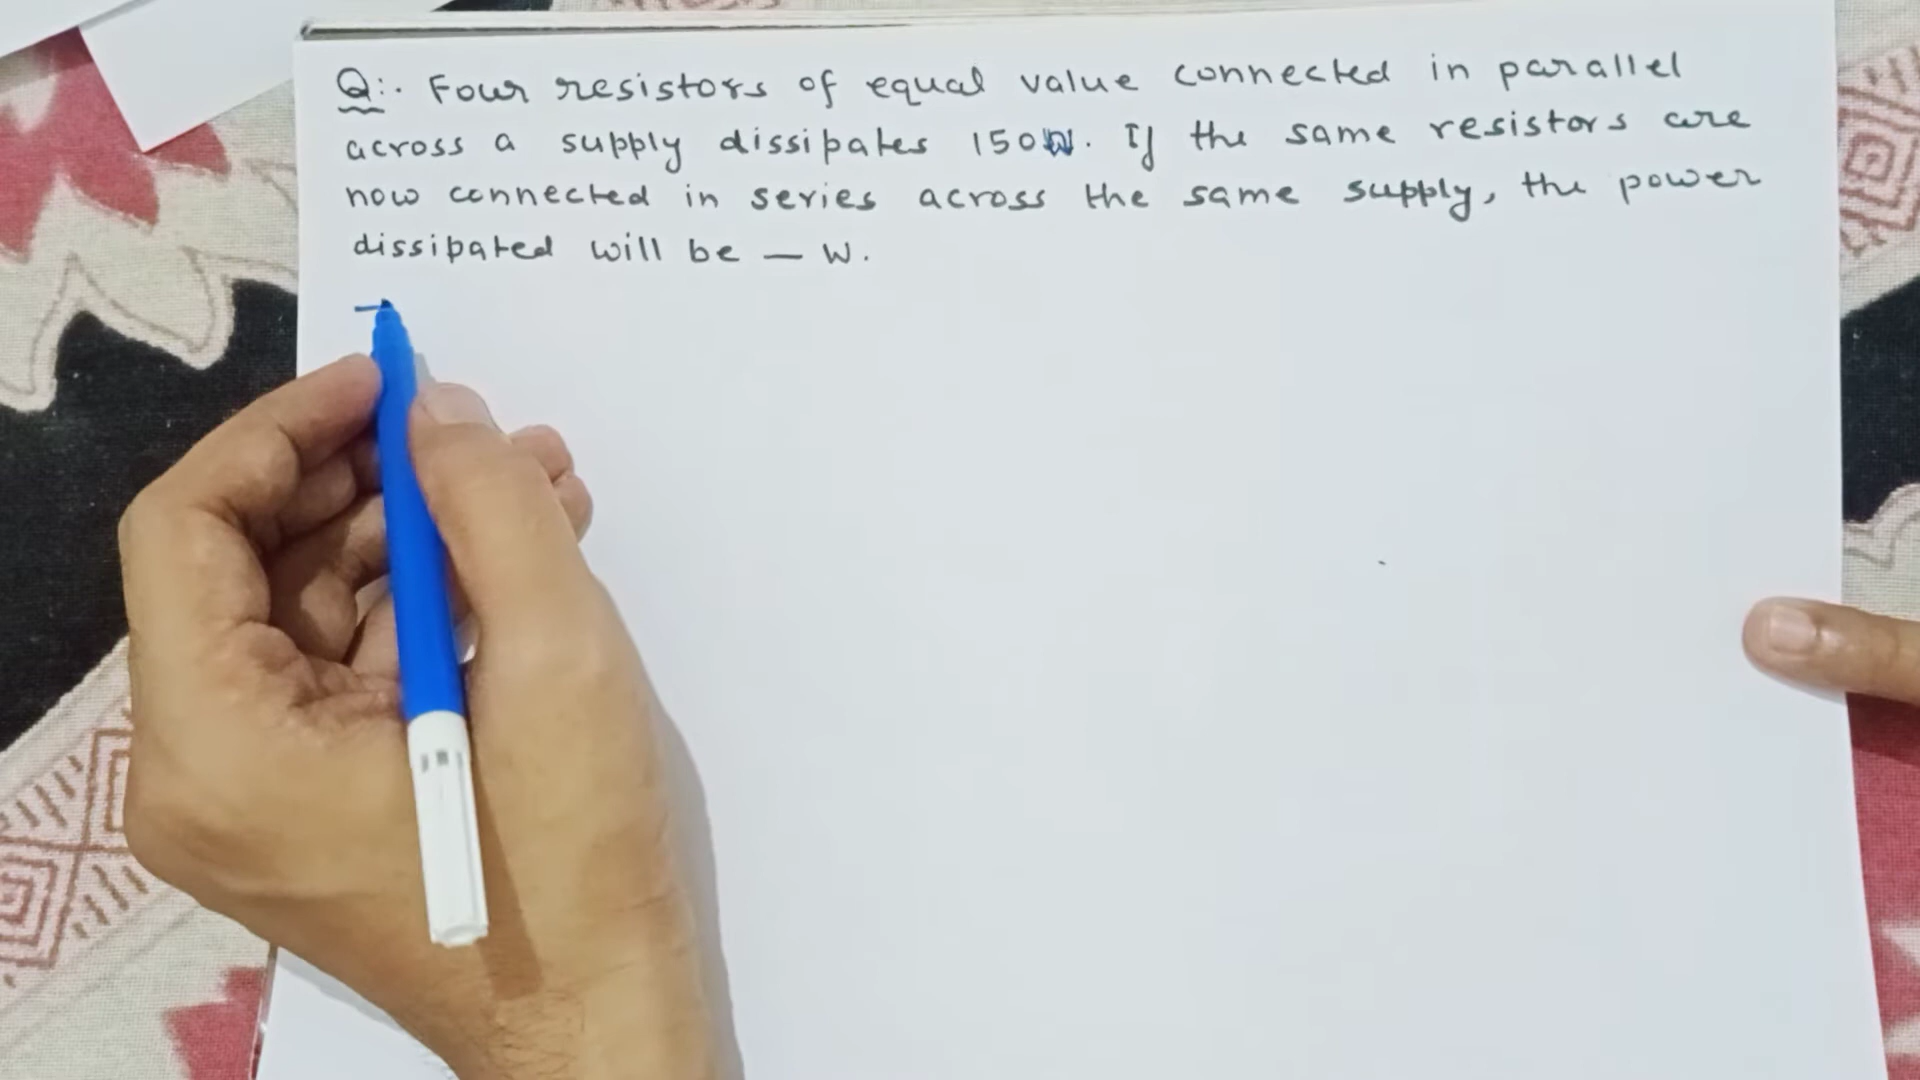 Q:. Four resistors of equal value connected in parallel
across a supply dissipates 150W. If the same resistors are
now connected in series across the same supply, the power
dissipated will be — W.